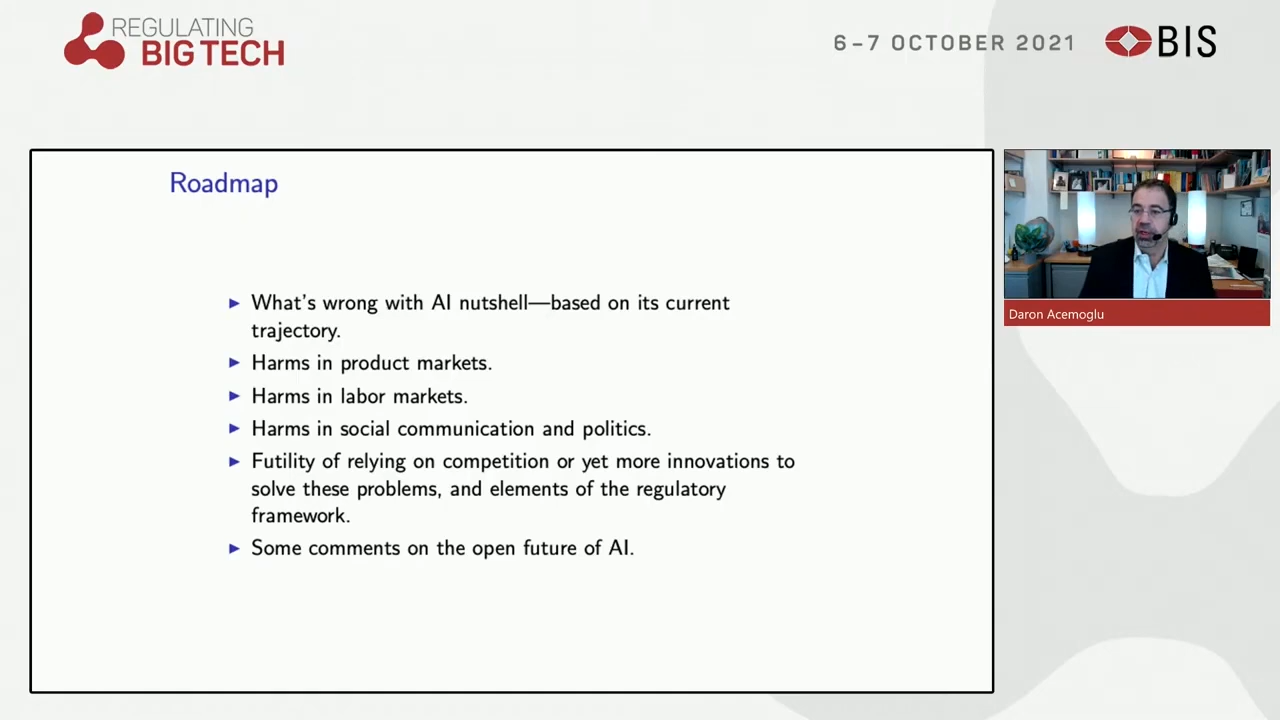 REGULATING
BIG TECH
6–7 OCTOBER 2021
BIS
Roadmap
▶ What's wrong with AI nutshell—based on its current
trajectory.
▶ Harms in product markets.
▶ Harms in labor markets.
▶ Harms in social communication and politics.
▶ Futility of relying on competition or yet more innovations to
solve these problems, and elements of the regulatory
framework.
▶ Some comments on the open future of AI.
Daron Acemoglu